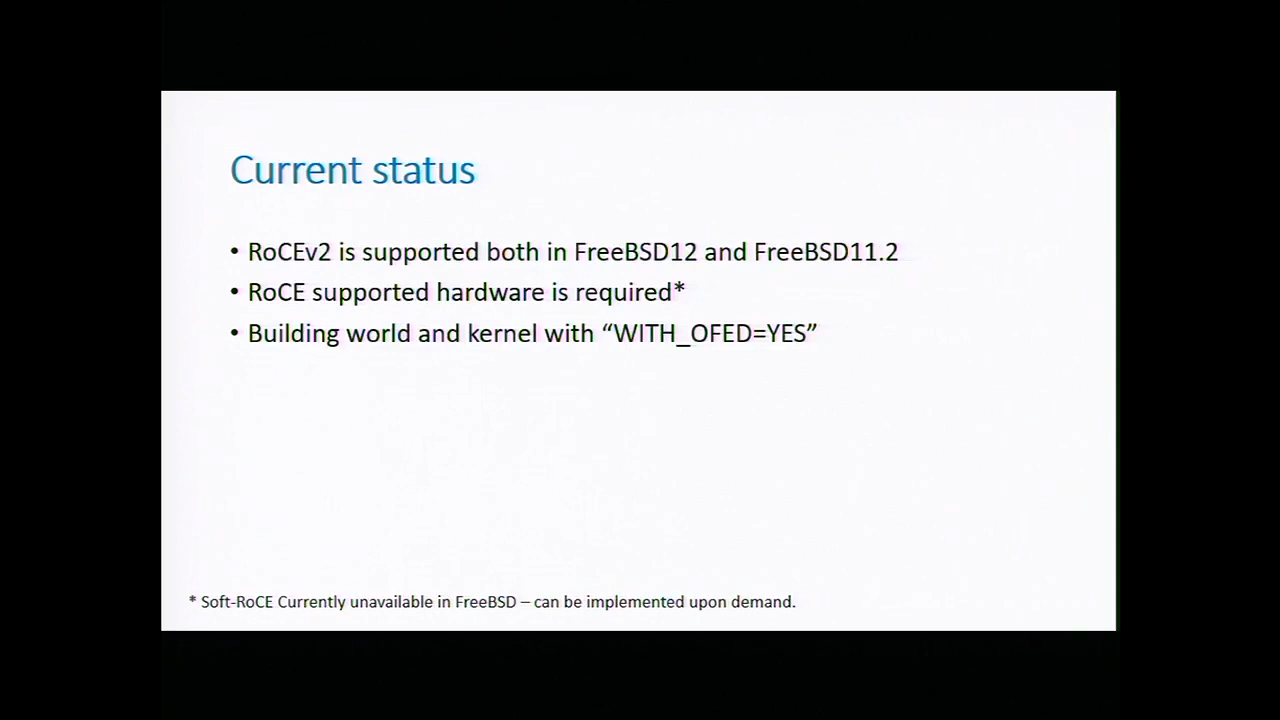 Current status
• RoCEv2 is supported both in FreeBSD12 and FreeBSD11.2
• RoCE supported hardware is required*
• Building world and kernel with “WITH_OFED=YES”
* Soft-RoCE Currently unavailable in FreeBSD – can be implemented upon demand.